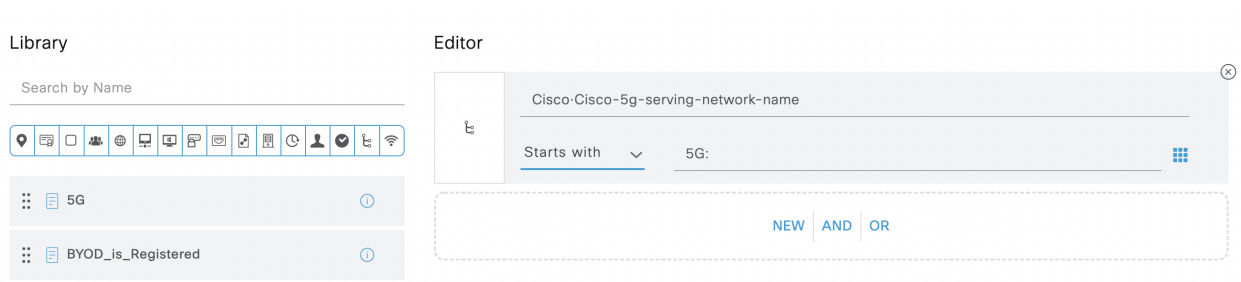 Library
Search by Name
5G
BYOD_is_Registered
Editor
Cisco·Cisco-5g-serving-network-name
Starts with 5G:
NEW AND OR